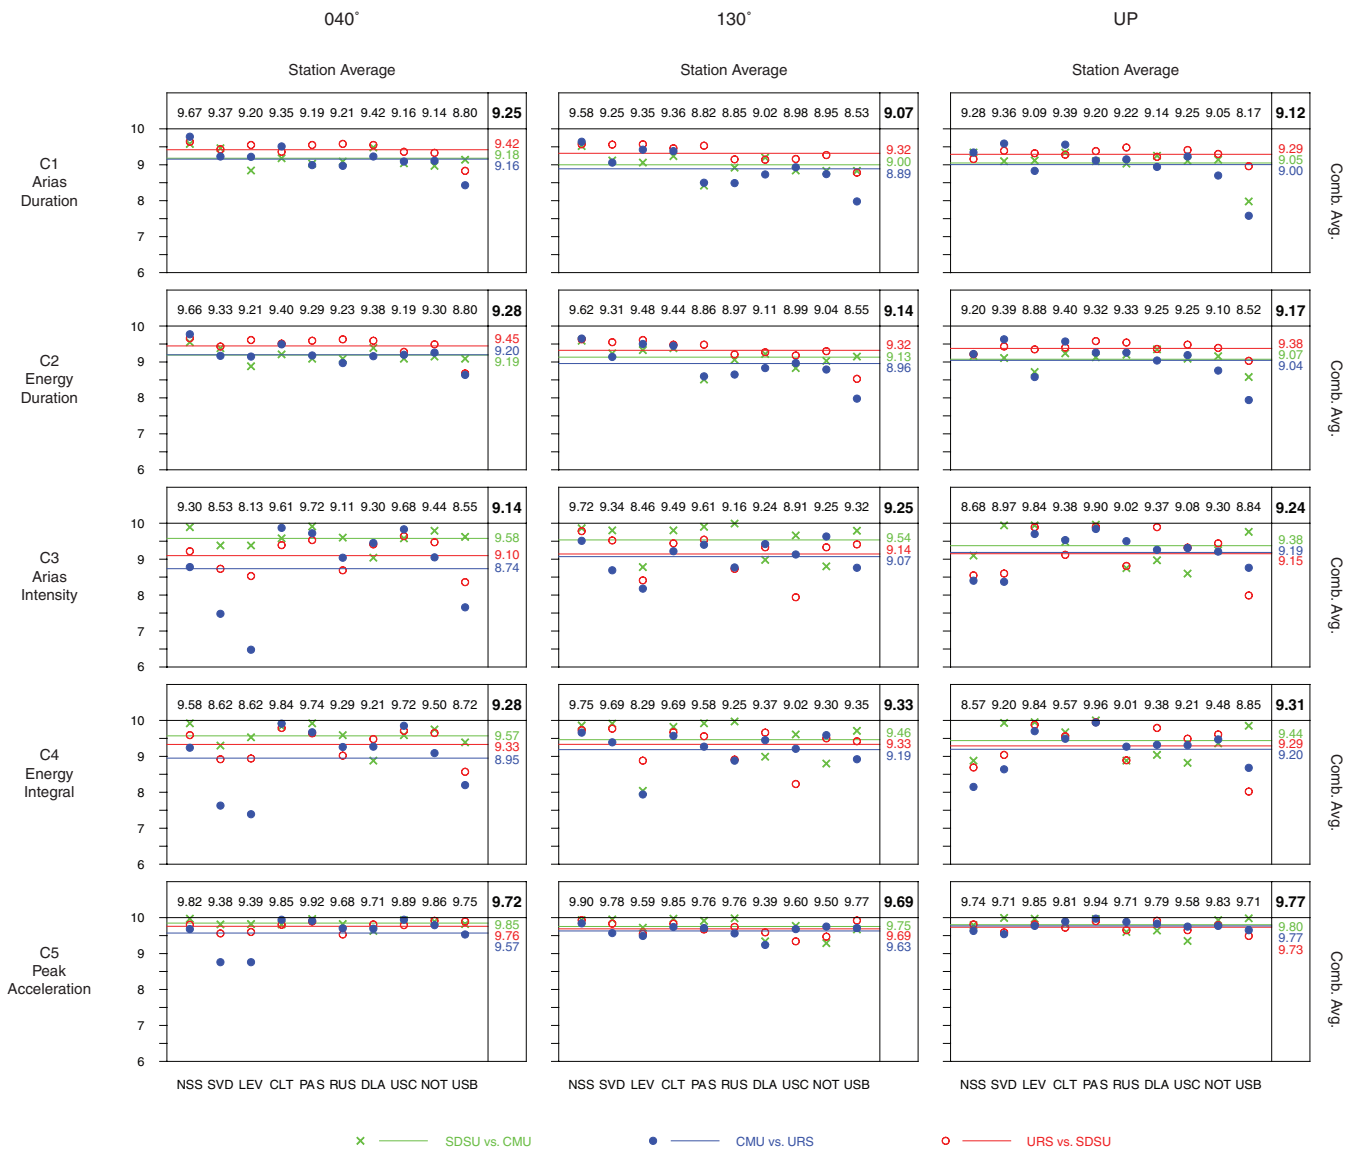 040˚ 130˚ UP
Station Average Station Average Station Average
9.67 9.37 9.20 9.35 9.19 9.21 9.42 9.16 9.14 8.80 9.25 9.58 9.25 9.35 9.36 8.82 8.85 9.02 8.98 8.95 8.53 9.07 9.28 9.36 9.09 9.39 9.20 9.22 9.14 9.25 9.05 8.17 9.12
C1
Arias
Duration
10
9
8
7
6
9.42
9.18
9.16
9.32
9.00
8.89
9.29
9.05
9.00
Comb. Avg.
9.66 9.33 9.21 9.40 9.29 9.23 9.38 9.19 9.30 8.80 9.28 9.62 9.31 9.48 9.44 8.86 8.97 9.11 8.99 9.04 8.55 9.14 9.20 9.39 8.88 9.40 9.32 9.33 9.25 9.25 9.10 8.52 9.17
C2
Energy
Duration
10
9
8
7
6
9.45
9.20
9.19
9.32
9.13
8.96
9.38
9.07
9.04
Comb. Avg.
9.30 8.53 8.13 9.61 9.72 9.11 9.30 9.68 9.44 8.55 9.14 9.72 9.34 8.46 9.49 9.61 9.16 9.24 8.91 9.25 9.32 9.25 8.68 8.97 9.84 9.38 9.90 9.02 9.37 9.08 9.30 8.84 9.24
C3
Arias
Intensity
10
9
8
7
6
9.58
9.10
8.74
9.54
9.14
9.07
9.38
9.19
9.15
Comb. Avg.
9.58 8.62 8.62 9.84 9.74 9.29 9.21 9.72 9.50 8.72 9.28 9.75 9.69 8.29 9.69 9.58 9.25 9.37 9.02 9.30 9.35 9.33 8.57 9.20 9.84 9.57 9.96 9.02 9.38 9.21 9.48 8.85 9.31
C4
Energy
Integral
10
9
8
7
6
9.57
9.33
8.95
9.46
9.33
9.19
9.44
9.29
9.20
Comb. Avg.
9.82 9.38 9.39 9.85 9.92 9.68 9.71 9.89 9.86 9.75 9.72 9.90 9.78 9.59 9.85 9.76 9.76 9.39 9.60 9.50 9.77 9.69 9.74 9.71 9.85 9.84 9.94 9.71 9.79 9.58 9.83 9.71 9.77
C5
Peak
Acceleration
10
9
8
7
6
9.85
9.76
9.57
9.75
9.69
9.63
9.80
9.77
9.73
Comb. Avg.
NSS SVD LEV CLT PAS RUS DLA USC NOT USB NSS SVD LEV CLT PAS RUS DLA USC NOT USB NSS SVD LEV CLT PAS RUS DLA USC NOT USB
SDSU vs. CMU CMU vs. URS URS vs. SDSU